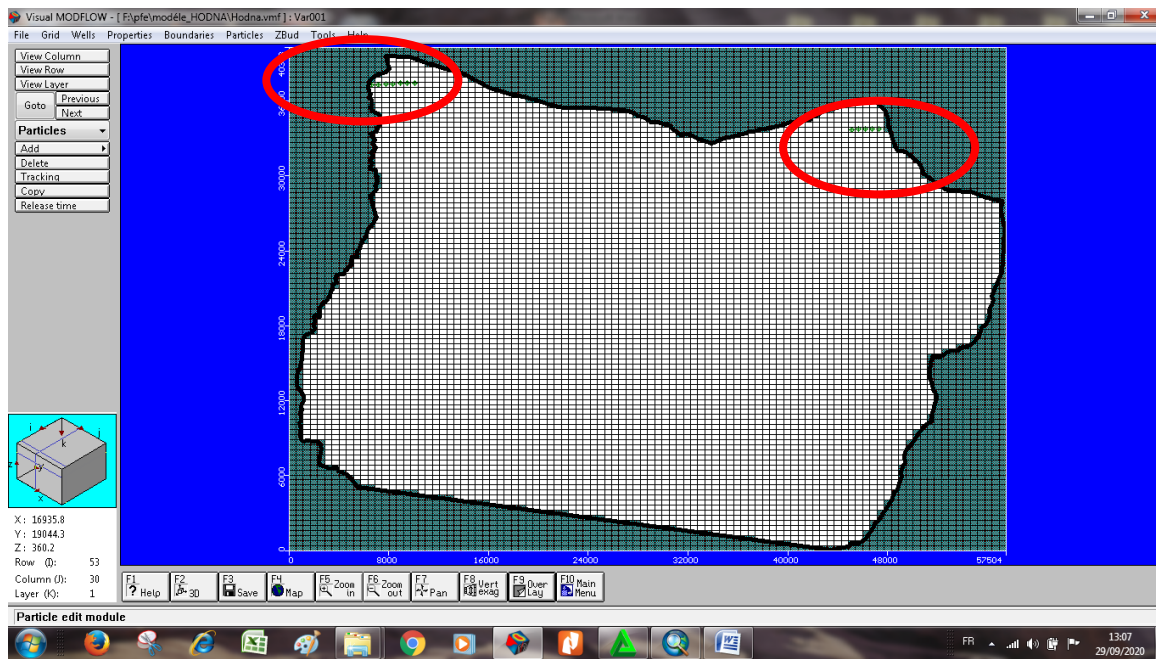 Visual MODFLOW - [ F:\pfe\modéle_HODNA\Hodna.vmf ] : Var001
File Grid Wells Properties Boundaries Particles ZBud Tools Help
View Column
View Row
View Layer
Goto
Previous
Next
Particles
Add
Delete
Tracking
Copy
Release time
30000
24000
18000
12000
6000
0
0 8000 16000 24000 32000 40000 48000 57504
i j
k
z
y
x
X : 16935.8
Y : 19044.3
Z : 360.2
Row (I): 53
Column (J): 30
Layer (K): 1
F1 ? Help
F2 3D
F3 Save
F4 Map
F5 Zoom in
F6 Zoom out
F7 Pan
F8 Vert exag
F9 Over Lay
F10 Main Menu
Particle edit module
FR
13:07
29/09/2020